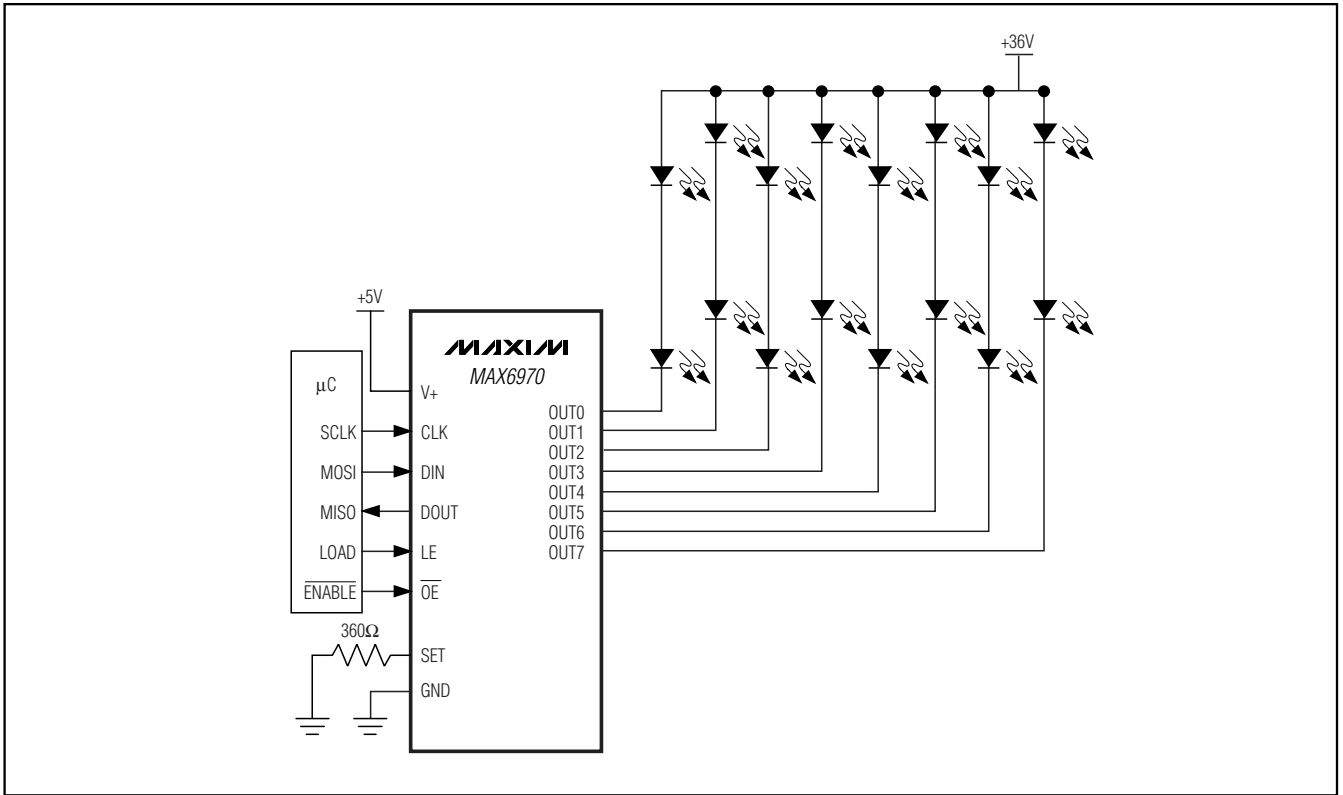 +36V
+5V
MAXIM
MAX6970
µC
SCLK
MOSI
MISO
LOAD
ENABLE
V+
CLK
DIN
DOUT
LE
OE
SET
GND
OUT0
OUT1
OUT2
OUT3
OUT4
OUT5
OUT6
OUT7
360Ω